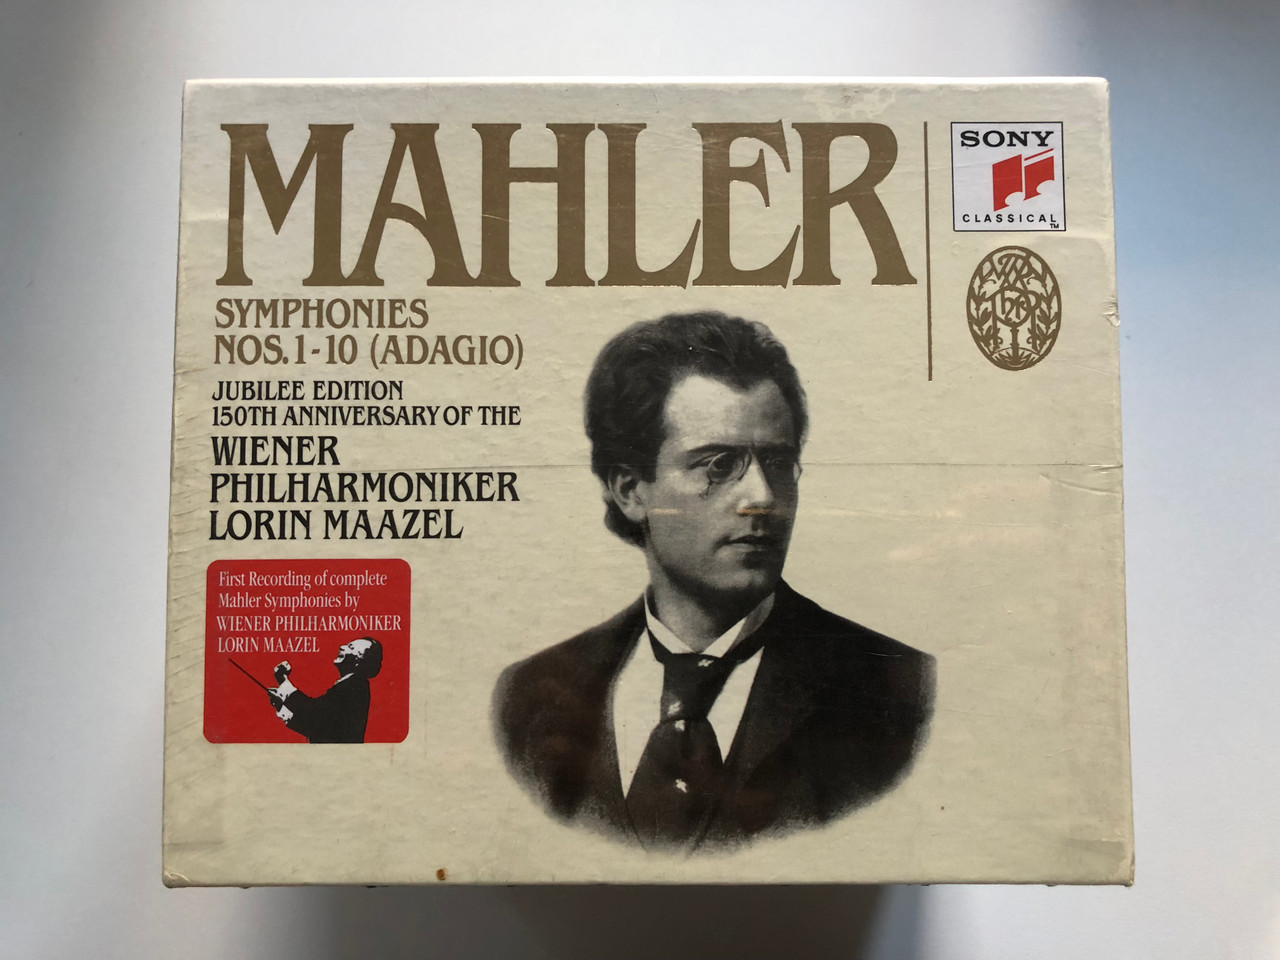 MAHLER
SYMPHONIES
NOS. 1-10 (ADAGIO)
JUBILEE EDITION
150TH ANNIVERSARY OF THE
WIENER
PHILHARMONIKER
LORIN MAAZEL
First Recording of complete
Mahler Symphonies by
WIENER PHILHARMONIKER
LORIN MAAZEL
SONY
CLASSICAL
TM